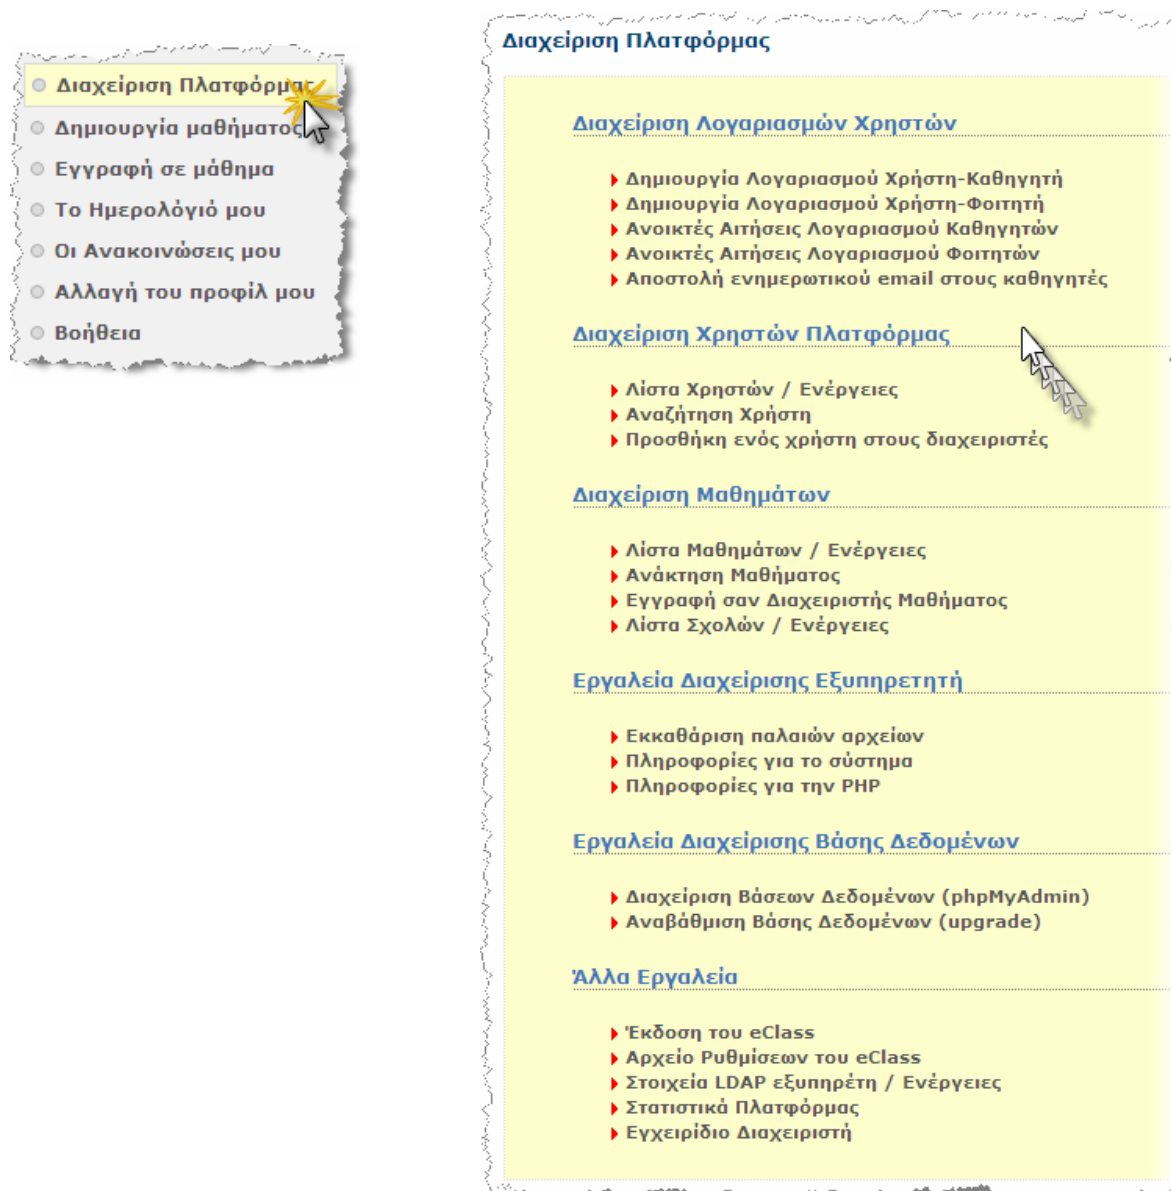 Διαχείριση Πλατφόρμας
Δημιουργία μαθήματος
Εγγραφή σε μάθημα
Το Ημερολόγιό μου
Οι Ανακοινώσεις μου
Αλλαγή του προφίλ μου
Βοήθεια
Διαχείριση Πλατφόρμας
Διαχείριση Λογαριασμών Χρηστών
Δημιουργία Λογαριασμού Χρήστη-Καθηγητή
Δημιουργία Λογαριασμού Χρήστη-Φοιτητή
Ανοικτές Αιτήσεις Λογαριασμού Καθηγητών
Ανοικτές Αιτήσεις Λογαριασμού Φοιτητών
Αποστολή ενημερωτικού email στους καθηγητές
Διαχείριση Χρηστών Πλατφόρμας
Λίστα Χρηστών / Ενέργειες
Αναζήτηση Χρήστη
Προσθήκη ενός χρήστη στους διαχειριστές
Διαχείριση Μαθημάτων
Λίστα Μαθημάτων / Ενέργειες
Ανάκτηση Μαθήματος
Εγγραφή σαν Διαχειριστής Μαθήματος
Λίστα Σχολών / Ενέργειες
Εργαλεία Διαχείρισης Εξυπηρετητή
Εκκαθάριση παλαιών αρχείων
Πληροφορίες για το σύστημα
Πληροφορίες για την PHP
Εργαλεία Διαχείρισης Βάσης Δεδομένων
Διαχείριση Βάσεων Δεδομένων (phpMyAdmin)
Αναβάθμιση Βάσης Δεδομένων (upgrade)
Άλλα Εργαλεία
Έκδοση του eClass
Αρχείο Ρυθμίσεων του eClass
Στοιχεία LDAP εξυπηρέτη / Ενέργειες
Στατιστικά Πλατφόρμας
Εγχειρίδιο Διαχειριστή